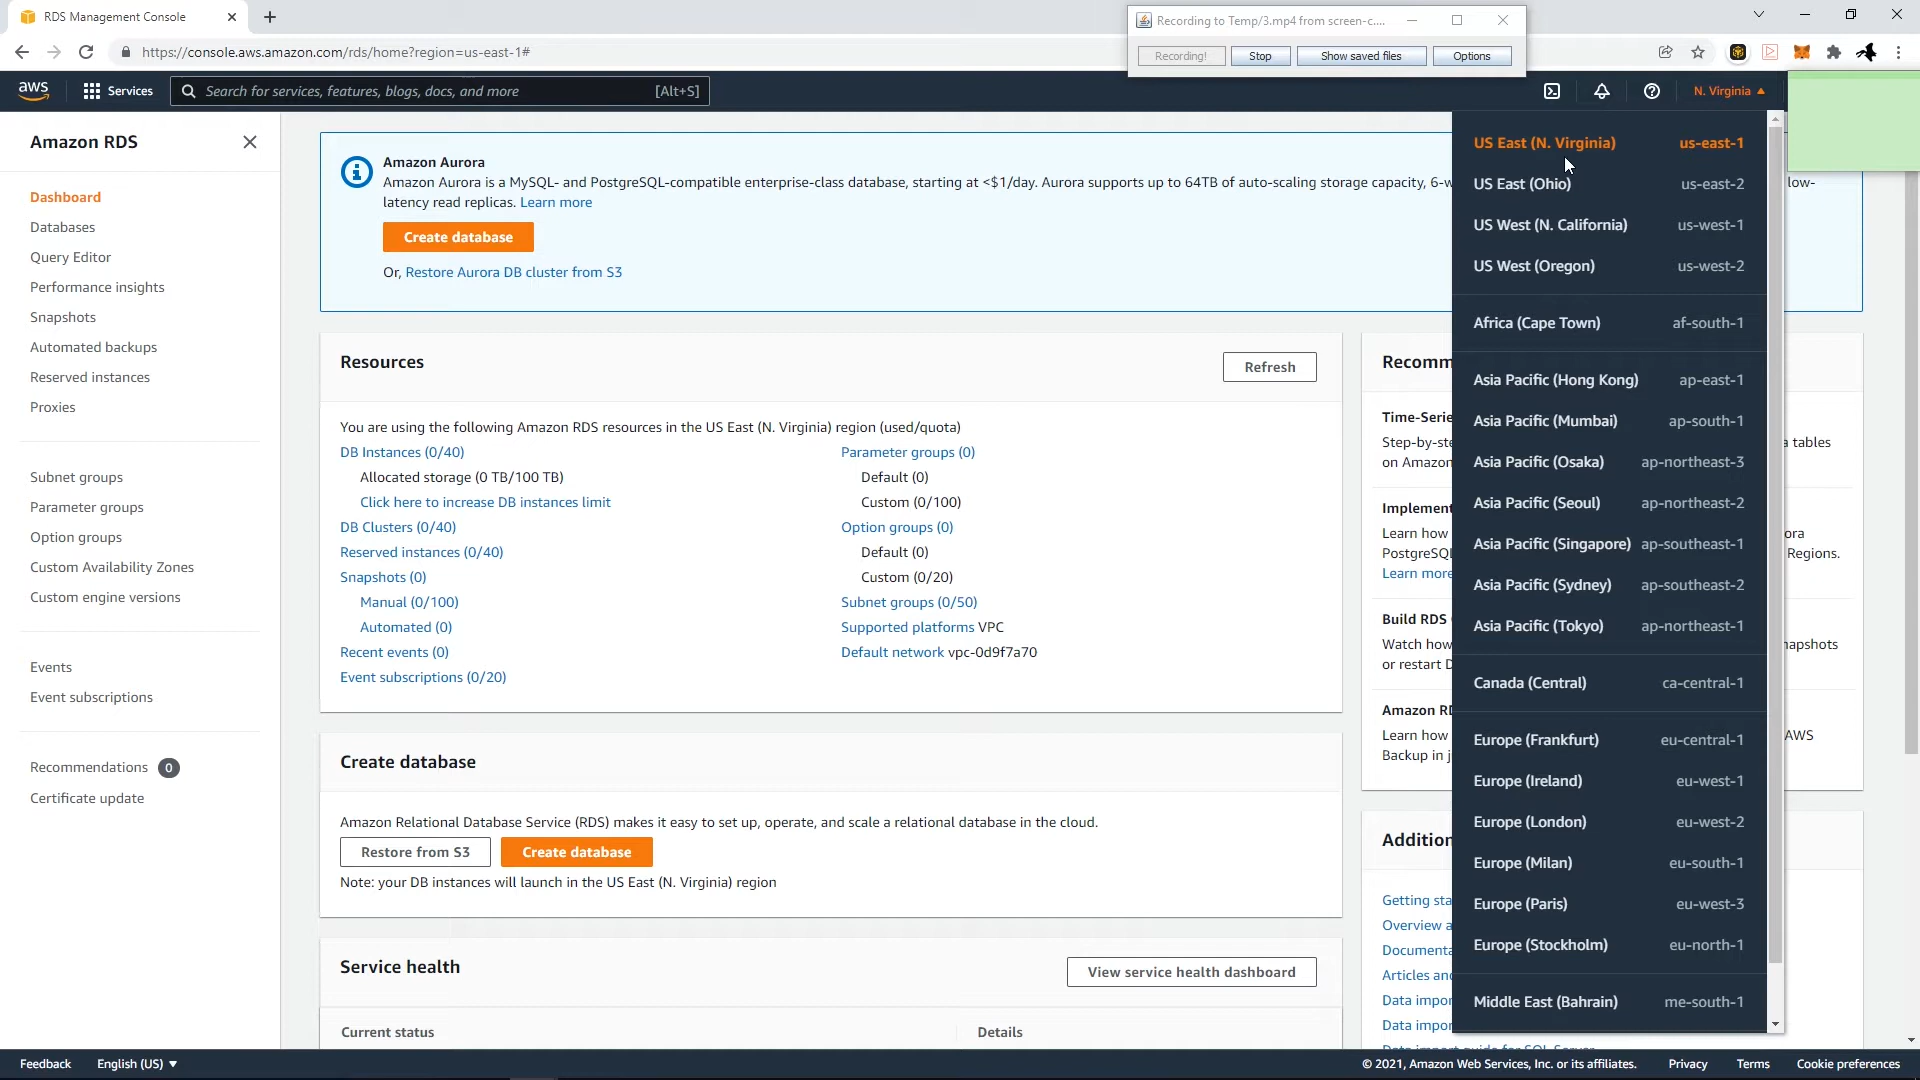 RDS Management Console
Recording to Temp/3.mp4 from screen-c....
https://console.aws.amazon.com/rds/home?region=us-east-1#
Recording!
Stop
Show saved files
Options
aws
Services
Search for services, features, blogs, docs, and more
[Alt+S]
N. Virginia
Amazon RDS
Dashboard
Databases
Query Editor
Performance insights
Snapshots
Automated backups
Reserved instances
Proxies
Subnet groups
Parameter groups
Option groups
Custom Availability Zones
Custom engine versions
Events
Event subscriptions
Recommendations 0
Certificate update
Amazon Aurora
Amazon Aurora is a MySQL- and PostgreSQL-compatible enterprise-class database, starting at <$1/day. Aurora supports up to 64TB of auto-scaling storage capacity, 6-w
low-
latency read replicas. Learn more
Create database
Or, Restore Aurora DB cluster from S3
Resources
Refresh
You are using the following Amazon RDS resources in the US East (N. Virginia) region (used/quota)
DB Instances (0/40)
Allocated storage (0 TB/100 TB)
Click here to increase DB instances limit
DB Clusters (0/40)
Reserved instances (0/40)
Snapshots (0)
Manual (0/100)
Automated (0)
Recent events (0)
Event subscriptions (0/20)
Parameter groups (0)
Default (0)
Custom (0/100)
Option groups (0)
Default (0)
Custom (0/20)
Subnet groups (0/50)
Supported platforms VPC
Default network vpc-0d9f7a70
Create database
Amazon Relational Database Service (RDS) makes it easy to set up, operate, and scale a relational database in the cloud.
Restore from S3
Create database
Note: your DB instances will launch in the US East (N. Virginia) region
Service health
View service health dashboard
Current status
Details
Recomm
Time-Serie
Step-by-ste
a tables
on Amazon
Implement
Learn how
ora
PostgreSQL
Regions.
Learn more
Build RDS
Watch how
napshots
or restart D
Amazon RD
Learn how
AWS
Backup in j
Addition
Getting sta
Overview a
Documenta
Articles and
Data impor
Data impor
US East (N. Virginia) us-east-1
US East (Ohio) us-east-2
US West (N. California) us-west-1
US West (Oregon) us-west-2
Africa (Cape Town) af-south-1
Asia Pacific (Hong Kong) ap-east-1
Asia Pacific (Mumbai) ap-south-1
Asia Pacific (Osaka) ap-northeast-3
Asia Pacific (Seoul) ap-northeast-2
Asia Pacific (Singapore) ap-southeast-1
Asia Pacific (Sydney) ap-southeast-2
Asia Pacific (Tokyo) ap-northeast-1
Canada (Central) ca-central-1
Europe (Frankfurt) eu-central-1
Europe (Ireland) eu-west-1
Europe (London) eu-west-2
Europe (Milan) eu-south-1
Europe (Paris) eu-west-3
Europe (Stockholm) eu-north-1
Middle East (Bahrain) me-south-1
Feedback
English (US)
© 2021, Amazon Web Services, Inc. or its affiliates.
Privacy
Terms
Cookie preferences